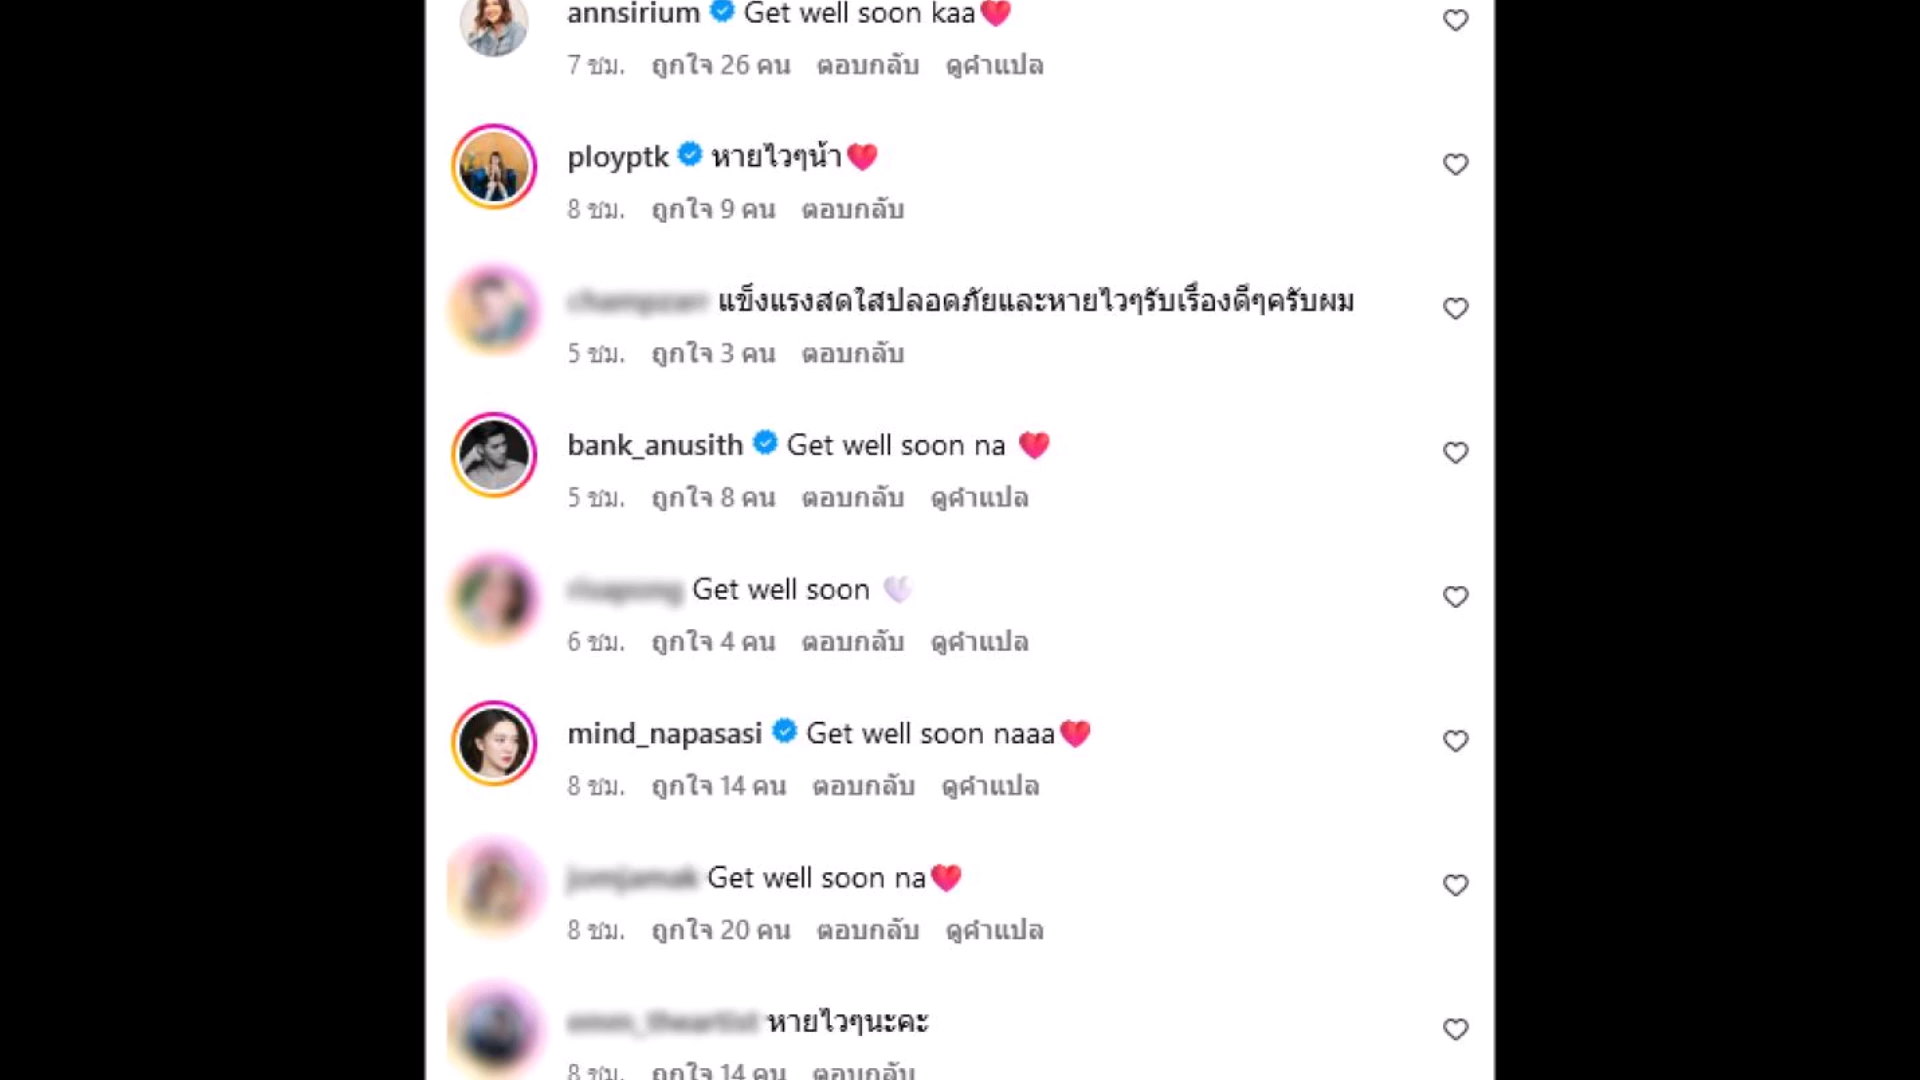 annsirium Get well soon kaa
7 ชม. ถูกใจ 26 คน ตอบกลับ ดูคำแปล
ployptk หายไวๆน้า
8 ชม. ถูกใจ 9 คน ตอบกลับ
แข็งแรงสดใสปลอดภัยและหายไวๆรับเรื่องดีๆครับผม
5 ชม. ถูกใจ 3 คน ตอบกลับ
bank_anusith Get well soon na
5 ชม. ถูกใจ 8 คน ตอบกลับ ดูคำแปล
Get well soon
6 ชม. ถูกใจ 4 คน ตอบกลับ ดูคำแปล
mind_napasasi Get well soon naaa
8 ชม. ถูกใจ 14 คน ตอบกลับ ดูคำแปล
Get well soon na
8 ชม. ถูกใจ 20 คน ตอบกลับ ดูคำแปล
หายไวๆนะคะ
8 ชม. ถูกใจ 14 คน ตอบกลับ